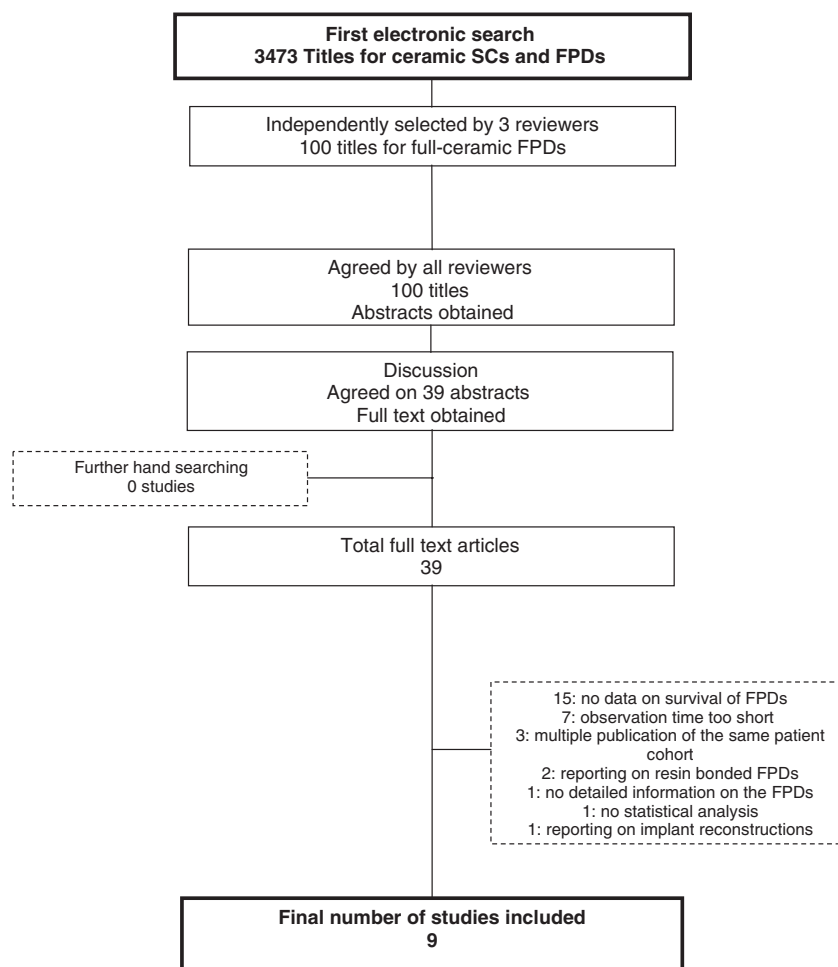 First electronic search
3473 Titles for ceramic SCs and FPDs
Independently selected by 3 reviewers
100 titles for full-ceramic FPDs
Agreed by all reviewers
100 titles
Abstracts obtained
Discussion
Agreed on 39 abstracts
Full text obtained
Further hand searching
0 studies
Total full text articles
39
15: no data on survival of FPDs
7: observation time too short
3: multiple publication of the same patient
cohort
2: reporting on resin bonded FPDs
1: no detailed information on the FPDs
1: no statistical analysis
1: reporting on implant reconstructions
Final number of studies included
9